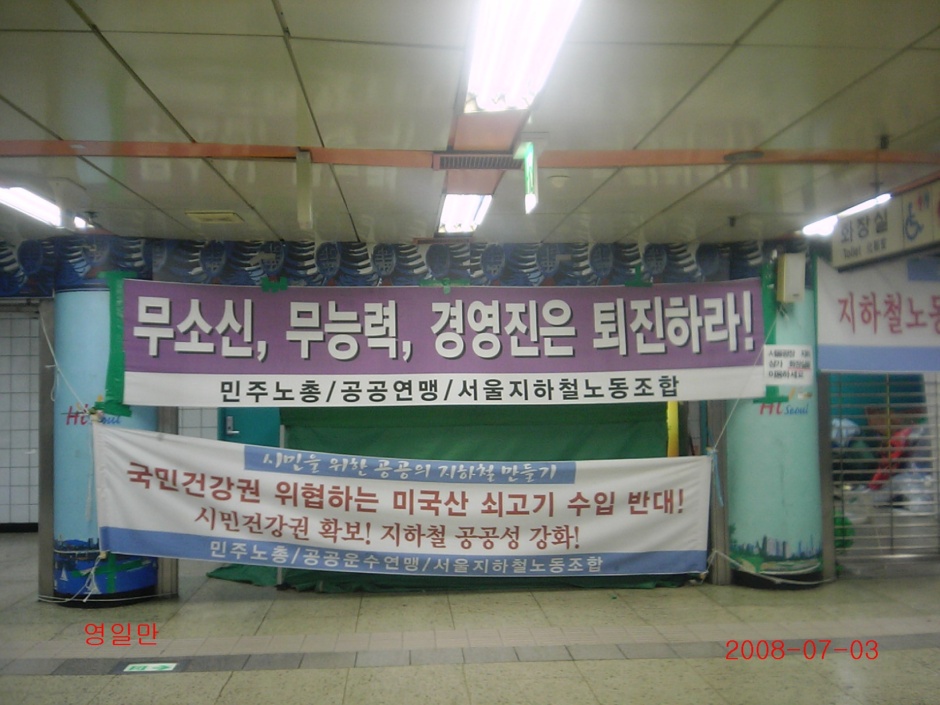 화장실
Toilet
무소신, 무능력, 경영진은 퇴진하라!
민주노총/공공연맹/서울지하철노동조합
지하철노동
Hi Seoul
Hi Seoul
시민을 위한 공공의 지하철 만들기
국민건강권 위협하는 미국산 쇠고기 수입 반대!
시민건강권 확보! 지하철 공공성 강화!
민주노총/공공운수연맹/서울지하철노동조합
영일만
2008-07-03